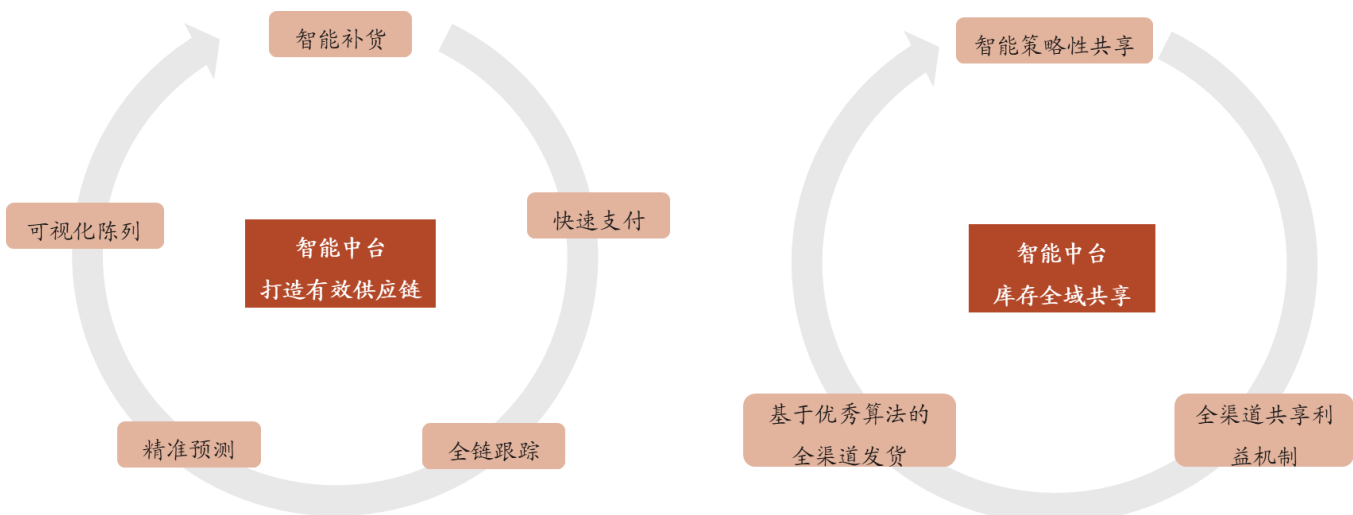 智能补货
快速支付
全链跟踪
精准预测
可视化陈列
智能中台
打造有效供应链
智能策略性共享
全渠道共享利
益机制
基于优秀算法的
全渠道发货
智能中台
库存全域共享